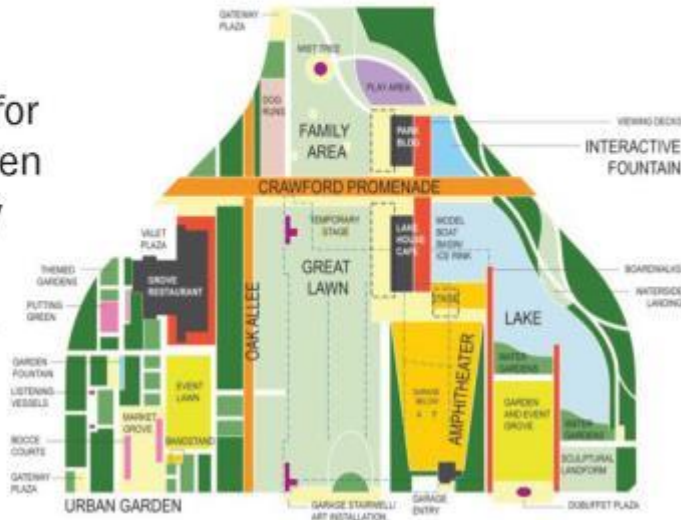 for
en
GATEWAY
PLAZA
MIST TREE
PLAY AREA
DOG
RUNS
FAMILY
AREA
PARK
BLDG
VIEWING DECKS
INTERACTIVE
FOUNTAIN
CRAWFORD PROMENADE
VALET
PLAZA
TEMPORARY
STAGE
LAKE
HOUSE
CAFE
MODEL
BOAT
BASIN/
ICE RINK
THEMED
GARDENS
GROVE
RESTAURANT
GREAT
LAWN
BOARDWALKS
PUTTING
GREEN
OAK ALLEE
STAGE
LAKE
WATERSIDE
LANDING
GARDEN
FOUNTAIN
WATER
GARDENS
LISTENING
VESSELS
EVENT
LAWN
GARAGE
BELOW
AMPHITHEATER
GARDEN
AND EVENT
GROVE
MARKET
GROVE
BOCCE
COURTS
BANDSTAND
WATER
GARDENS
SCULPTURAL
LANDFORM
GATEWAY
PLAZA
URBAN GARDEN
GARAGE STAIRWELL/
ART INSTALLATION
GARAGE
ENTRY
DUBUFFET PLAZA